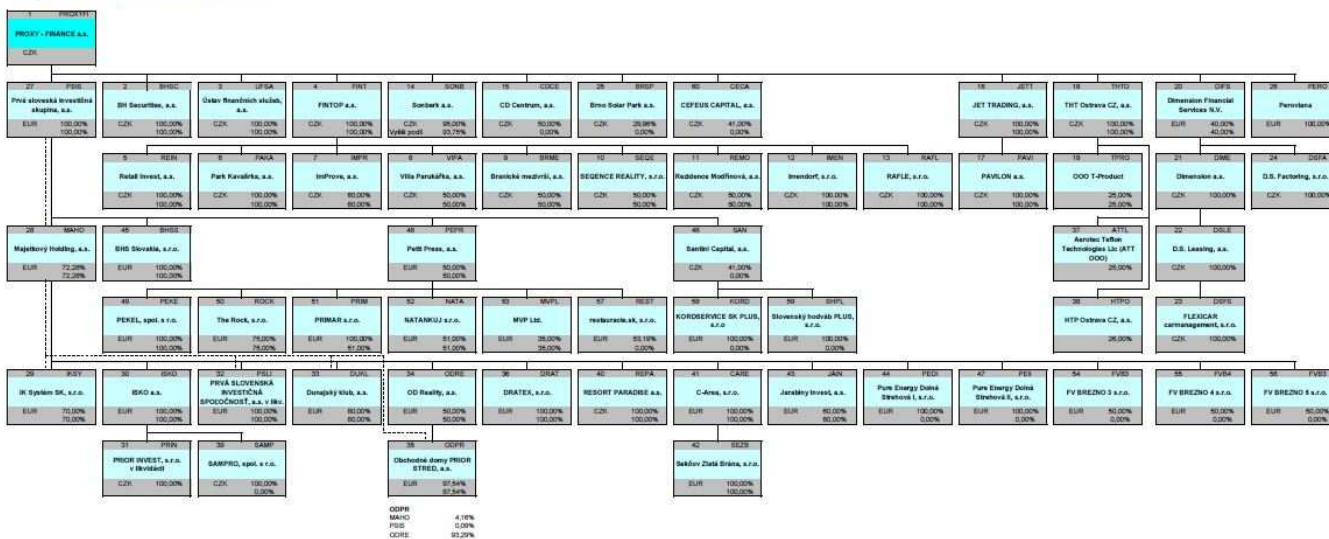 1 PROXYFI
PROXY - FINANCE a.s.
CZK
27 PSIS
Prvá slovenská investičná
skupina, a.s.
EUR 100,00%
100,00%
2 BHSC
BH Securities, a.s.
CZK 100,00%
100,00%
3 UFSA
Ústav finančních služeb,
a.s.
CZK 100,00%
100,00%
4 FINT
FINTOP a.s.
CZK 100,00%
100,00%
14 SONB
Sonbark a.s.
CZK 95,00%
93,75%
15 CDCE
CD Centrum, a.s.
CZK 50,00%
0,00%
BRSP
Brno Solar Park a.s.
CZK 29,96%
0,00%
60 CECA
CEFEUS CAPITAL, a.s.
CZK 41,00%
0,00%
16 JETT
JET TRADING, a.s.
CZK 100,00%
100,00%
18 THTO
THT Ostrava CZ, a.s.
CZK 100,00%
100,00%
20 DIFS
Dimension Financial
Services N.V.
EUR 40,00%
40,00%
26 PERO
Peroviana
EUR 100,00%
5 REIN
Retail Invest, a.s.
CZK 100,00%
100,00%
6 PAKA
Park Kavalírka, a.s.
CZK 100,00%
100,00%
7 IMPR
ImProve, a.s.
CZK 60,00%
60,00%
8 VIPA
Villa Parukářka, a.s.
CZK 50,00%
50,00%
9 BRME
Branické mezivrší, a.s.
CZK 50,00%
50,00%
10 SEQE
SEQENCE REALITY, s.r.o.
CZK 50,00%
50,00%
11 REMO
Rezidence Modřínová, a.s.
CZK 50,00%
50,00%
12 IMEN
Imendorf, s.r.o.
CZK 100,00%
100,00%
13 RAFL
RAFLE, s.r.o.
CZK 100,00%
100,00%
17 PAVI
PAVILON a.s.
CZK 100,00%
100,00%
19 TPRO
OOO T-Product
25,00%
25,00%
21 DIME
Dimension a.s.
CZK 100,00%
24 DSFA
D.S. Factoring, s.r.o.
CZK 100,00%
28 MAHO
Majetkový Holding, a.s.
EUR 72,28%
72,28%
45 BHSS
BHS Slovakia, s.r.o.
EUR 100,00%
100,00%
48 PEPR
Petit Press, a.s.
EUR 50,00%
50,00%
46 SAN
Santini Capital, a.s.
CZK 41,00%
0,00%
37 ATTL
Aerotec Teflon
Technologies Llc (ATT
OOO)
26,00%
22 DSLE
D.S. Leasing, a.s.
CZK 100,00%
49 PEKE
PEKEL, spol. s r.o.
EUR 100,00%
100,00%
50 ROCK
The Rock, s.r.o.
EUR 75,00%
75,00%
51 PRIM
PRIMAR s.r.o.
EUR 100,00%
51,00%
52 NATA
NATANKUJ s.r.o.
EUR 51,00%
51,00%
53 MVPL
MVP Ltd.
EUR 35,00%
35,00%
57 REST
restauracie.sk, s.r.o.
EUR 53,19%
0,00%
KORD
KORDSERVICE SK PLUS,
s.r.o
EUR 100,00%
0,00%
59 SHPL
Slovenský hodváb PLUS,
s.r.o.
EUR 100,00%
0,00%
38 HTPO
HTP Ostrava CZ, a.s.
26,00%
23 DSFS
FLEXICAR
carmanagement, s.r.o.
CZK 100,00%
29 IKSY
IK Systém SK, s.r.o.
EUR 70,00%
70,00%
30 ISKO
ISKO a.s.
EUR 100,00%
100,00%
32 PSLI
PRVÁ SLOVENSKÁ
INVESTIČNÁ
SPOLOČNOSŤ, a.s. v likv.
EUR 100,00%
100,00%
33 DUKL
Dunajský klub, a.s.
EUR 60,00%
60,00%
34 ODRE
OD Reality, a.s.
EUR 50,00%
50,00%
36 DRAT
DRATEX, s.r.o.
EUR 100,00%
100,00%
40 REPA
RESORT PARADISE a.s.
CZK 100,00%
100,00%
41 CARE
C-Area, s.r.o.
EUR 100,00%
100,00%
43 JAIN
Jarabiny Invest, a.s.
EUR 60,00%
60,00%
44 PEDI
Pure Energy Dolná
Strehová I, s.r.o.
EUR 100,00%
0,00%
47 PEII
Pure Energy Dolná
Strehová II, s.r.o.
EUR 100,00%
0,00%
54 FVB3
FV BREZNO 3 s.r.o.
EUR 50,00%
0,00%
55 FVB4
FV BREZNO 4 s.r.o.
EUR 50,00%
0,00%
56
FV BREZNO 5 s.r.o.
EUR 50,00%
0,00%
31 PRIN
PRIOR INVEST, s.r.o.
v likvidácii
CZK 100,00%
39 SAMP
SAMPRO, spol. s r.o.
CZK 100,00%
0,00%
35 ODPR
Obchodné domy PRIOR
STRED, a.s.
EUR 97,54%
97,54%
42 SEZB
Sekčov Zlatá Brána, s.r.o.
EUR 100,00%
100,00%
ODPR
MAHO 4,16%
PSIS 0,09%
ODRE 93,29%